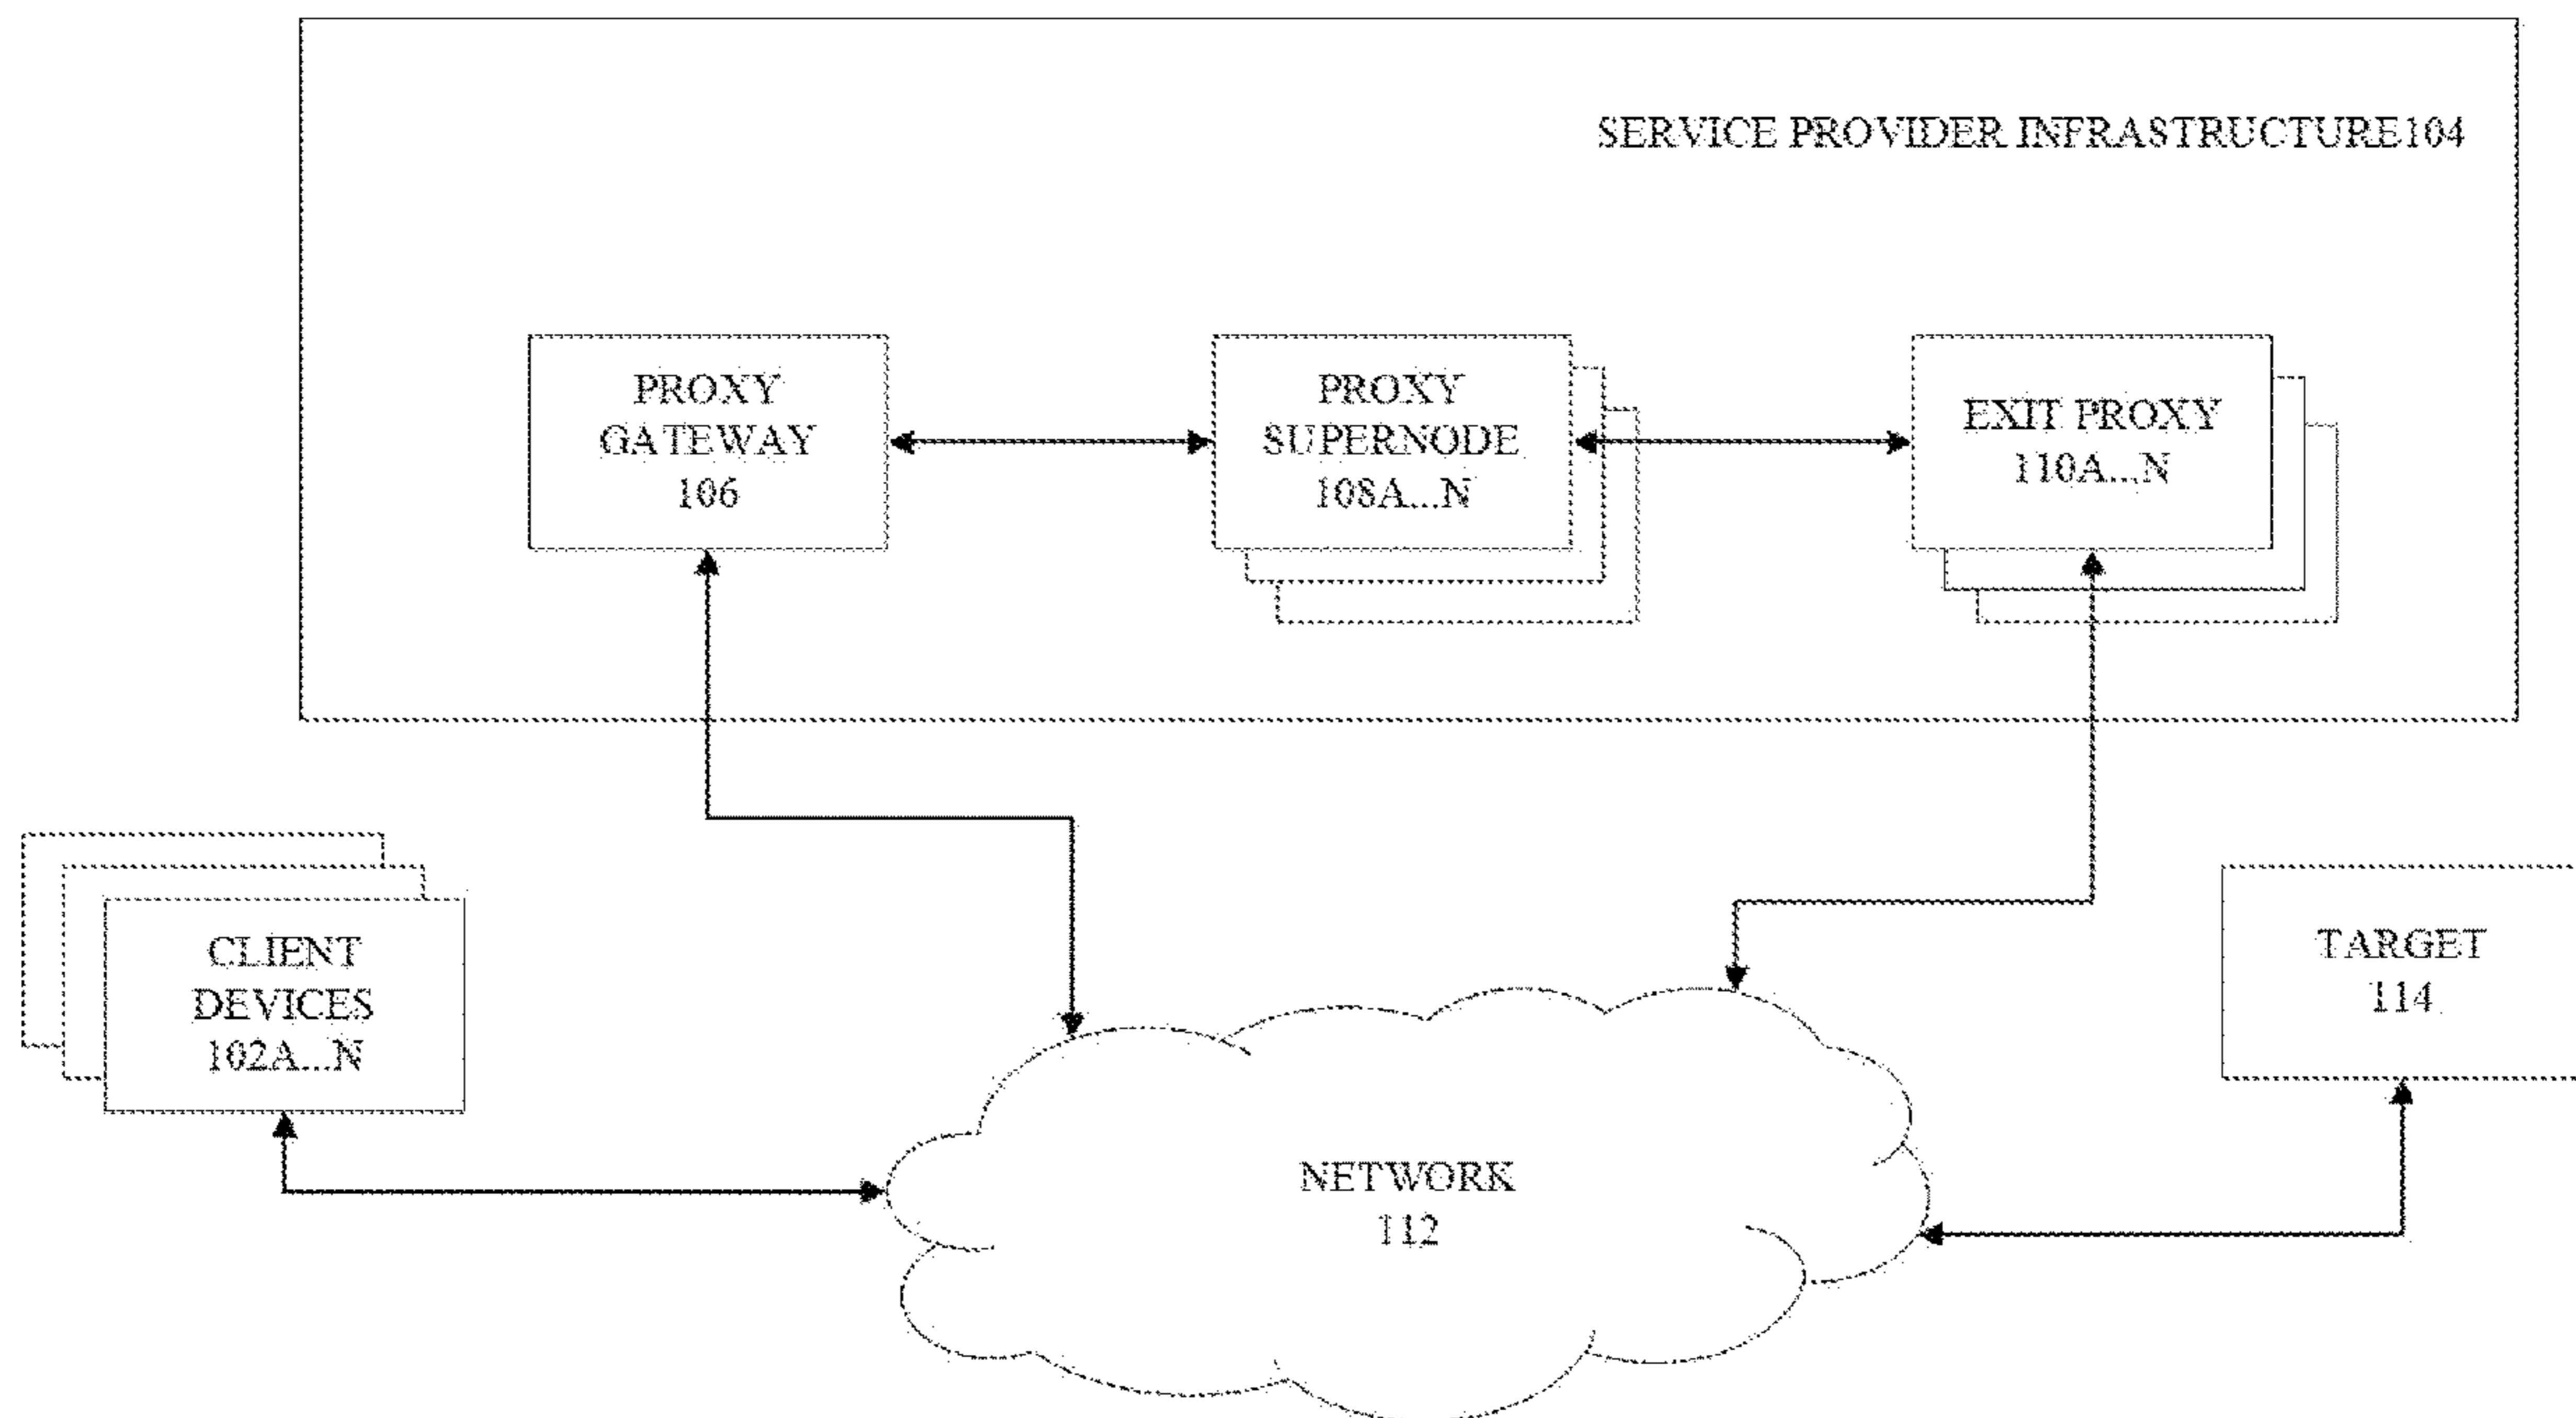 SERVICE PROVIDER INFRASTRUCTURE104
PROXY
GATEWAY
106
PROXY
SUPERNODE
108A...N
EXIT PROXY
110A...N
CLIENT
DEVICES
102A...N
TARGET
114
NETWORK
112